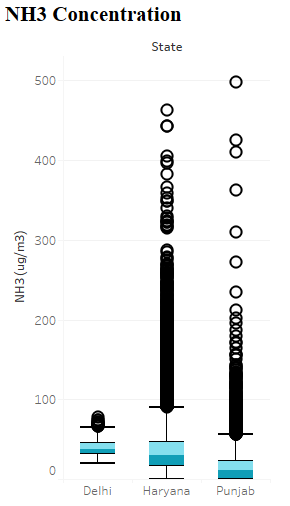 NH3 Concentration
State
500
400
300
200
100
0
NH3 (ug/m3)
Delhi Haryana Punjab